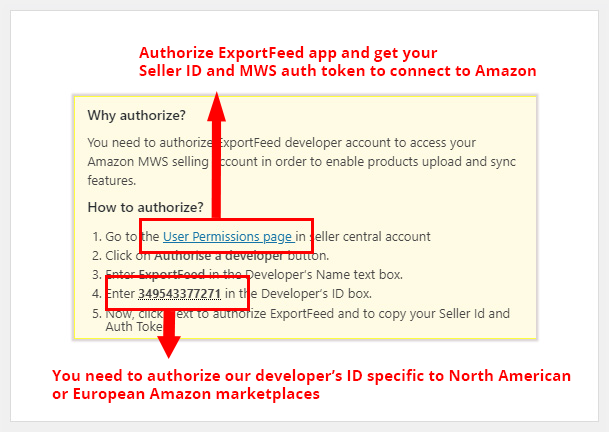 Authorize ExportFeed app and get your
Seller ID and MWS auth token to connect to Amazon
Why authorize?
You need to authorize ExportFeed developer account to access your
Amazon MWS selling account in order to enable products upload and sync
features.
How to authorize?
1. Go to the User Permissions page in seller central account
2. Click on Authorise a developer button.
3. Enter ExportFeed in the Developer's Name text box.
4. Enter 349543377271 in the Developer's ID box.
5. Now, click next to authorize ExportFeed and to copy your Seller Id and
Auth Token
You need to authorize our developer's ID specific to North American
or European Amazon marketplaces